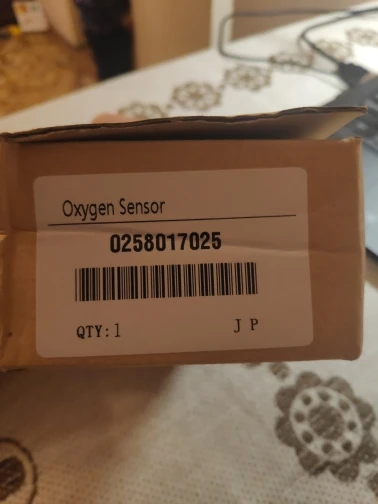 Oxygen Sensor
0258017025
QTY:1
J P